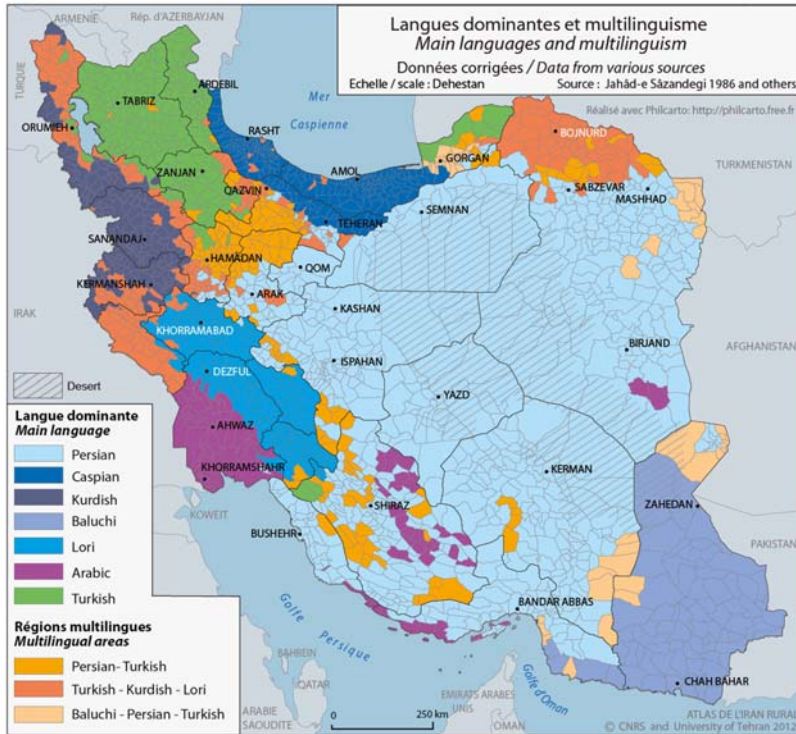 Langues dominantes et multilinguisme
Main languages and multilinguism
Données corrigées / Data from various sources
Echelle / scale : Dehestan Source : Jahâd-e Sâzandegi 1986 and others
Réalisé avec Philcarto: http://philcarto.free.fr
ARMENIE
Rép. d'AZERBAYJAN
TURQUIE
ARDEBIL
TABRIZ
Mer
Caspienne
ORUMIEH
RASHT
BOJNURD
ZANJAN
AMOL
GORGAN
TURKMENISTAN
QAZVIN
SABZEVAR
MASHHAD
TEHERAN
SEMNAN
SANANDAJ
HAMÂDAN
QOM
KERMANSHAH
ARAK
IRAK
KASHAN
KHORRAMABAD
BIRJAND
AFGHANISTAN
ISPAHAN
DEZFUL
Desert
YAZD
Langue dominante
Main language
Persian
Caspian
Kurdish
Baluchi
Lori
Arabic
Turkish
AHWAZ
KHORRAMSHAHR
KERMAN
ZAHEDAN
KOWEIT
SHIRAZ
BUSHEHR
PAKISTAN
Régions multilingues
Multilingual areas
Persian- Turkish
Turkish - Kurdish - Lori
Baluchi - Persian - Turkish
Golfe Persique
BANDAR ABBAS
BAHREIN
QATAR
Golfe d'Oman
CHAH BAHAR
ARABIE
SAOUDITE
EMIRATS ARABES
UNIS
OMAN
0 250 km
ATLAS DE L'IRAN RURAL
© CNRS and University of Tehran 2012